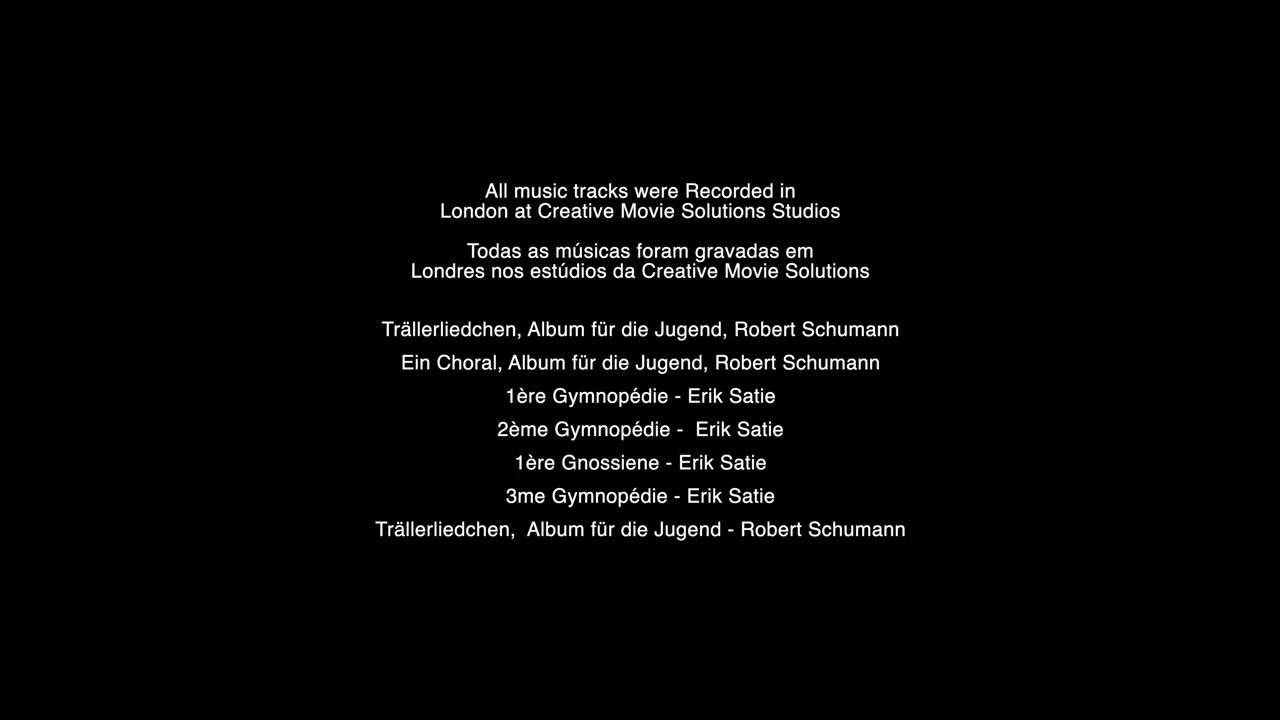 All music tracks were Recorded in
London at Creative Movie Solutions Studios
Todas as músicas foram gravadas em
Londres nos estúdios da Creative Movie Solutions
Trällerliedchen, Album für die Jugend, Robert Schumann
Ein Choral, Album für die Jugend, Robert Schumann
1ère Gymnopédie - Erik Satie
2ème Gymnopédie -  Erik Satie
1ère Gnossiene - Erik Satie
3me Gymnopédie - Erik Satie
Trällerliedchen,  Album für die Jugend - Robert Schumann